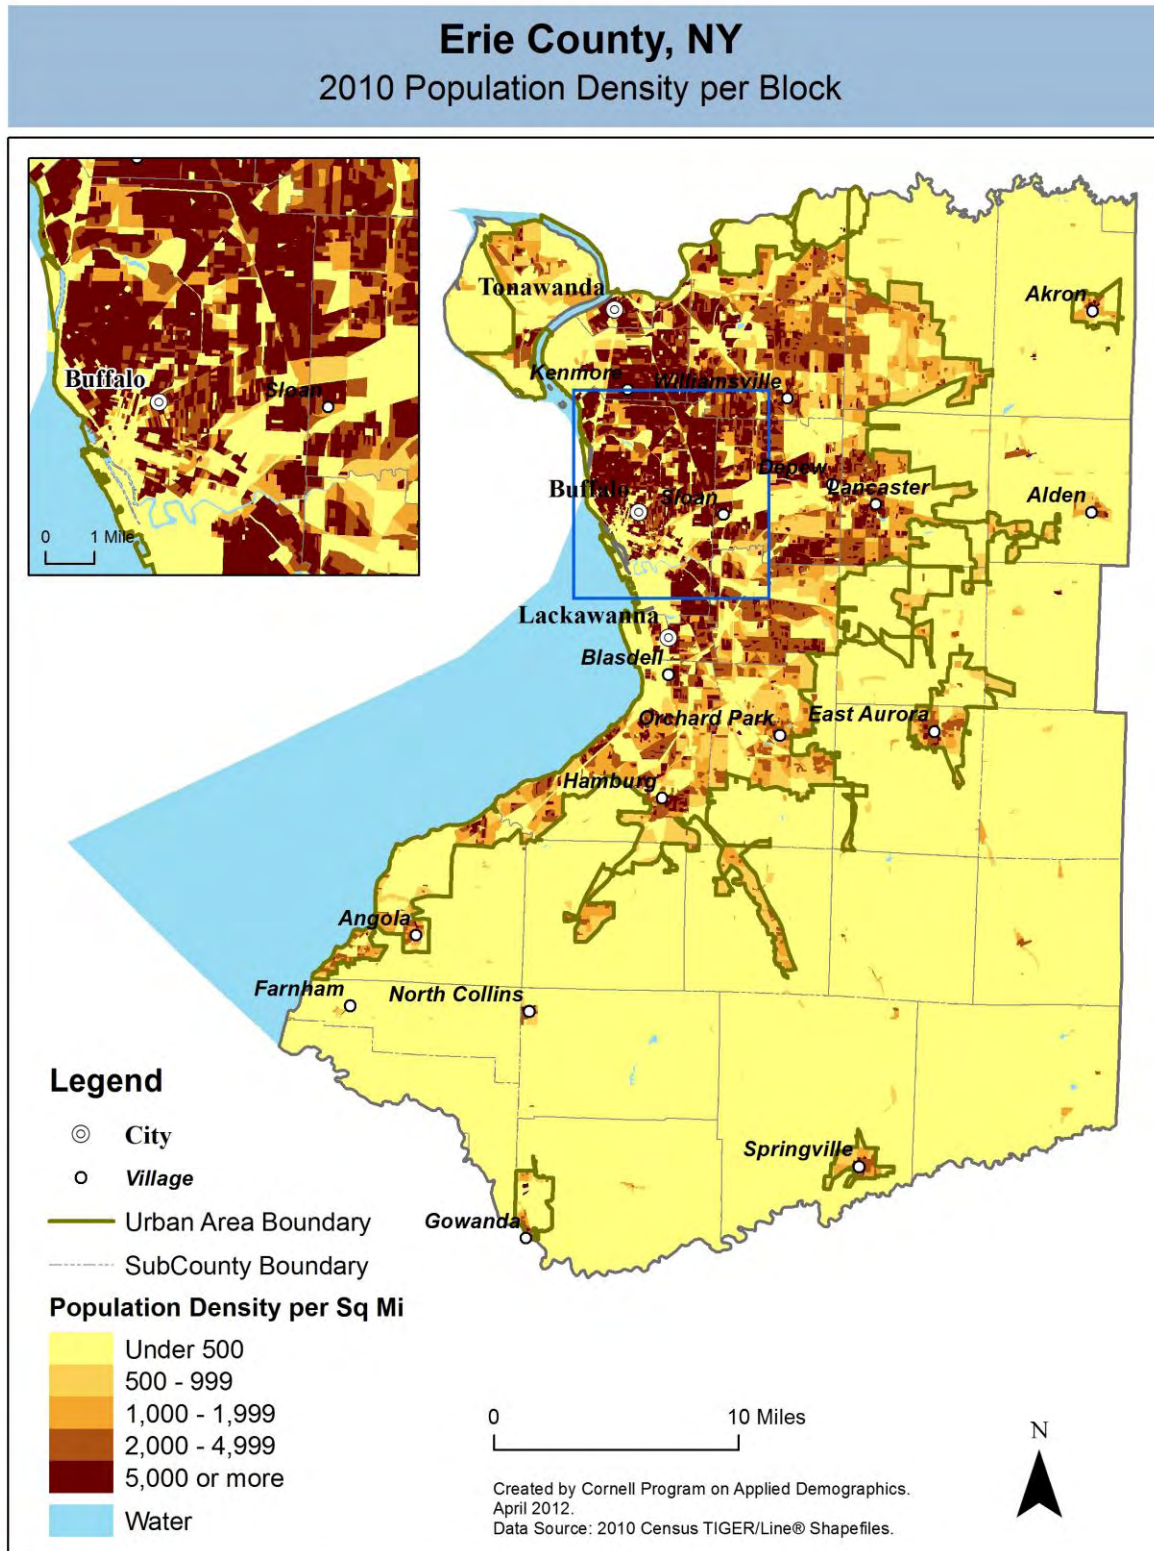 Erie County, NY
2010 Population Density per Block
Buffalo
Sloan
0 1 Mile
Tonawanda
Akron
Kenmore
Williamsville
Depew
Lancaster
Buffalo
Sloan
Alden
Lackawanna
Blasdell
Orchard Park
East Aurora
Hamburg
Angola
Farnham
North Collins
Springville
Gowanda
Legend
City
Village
Urban Area Boundary
SubCounty Boundary
Population Density per Sq Mi
Under 500
500 - 999
1,000 - 1,999
2,000 - 4,999
5,000 or more
Water
0 10 Miles
N
Created by Cornell Program on Applied Demographics.
April 2012.
Data Source: 2010 Census TIGER/Line® Shapefiles.